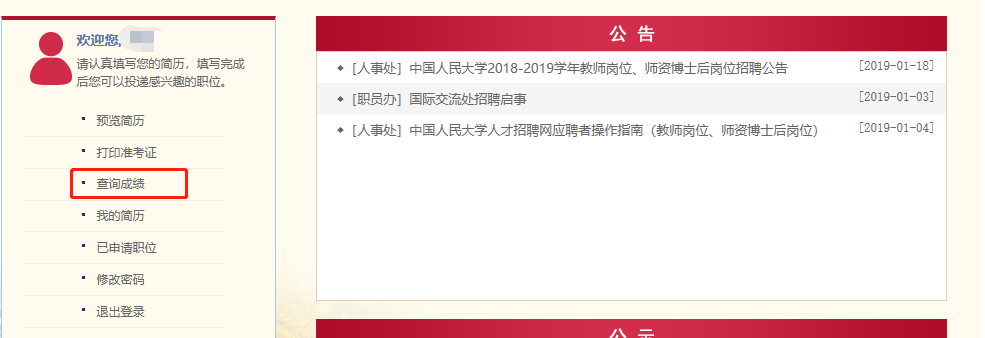 欢迎您,
请认真填写您的简历，填写完成
后您可以投递感兴趣的职位。
预览简历
打印准考证
查询成绩
我的简历
已申请职位
修改密码
退出登录
公 告
[人事处] 中国人民大学2018-2019学年教师岗位、师资博士后岗位招聘公告 [2019-01-18]
[职员办] 国际交流处招聘启事 [2019-01-03]
[人事处] 中国人民大学人才招聘网应聘者操作指南（教师岗位、师资博士后岗位） [2019-01-04]
公 示